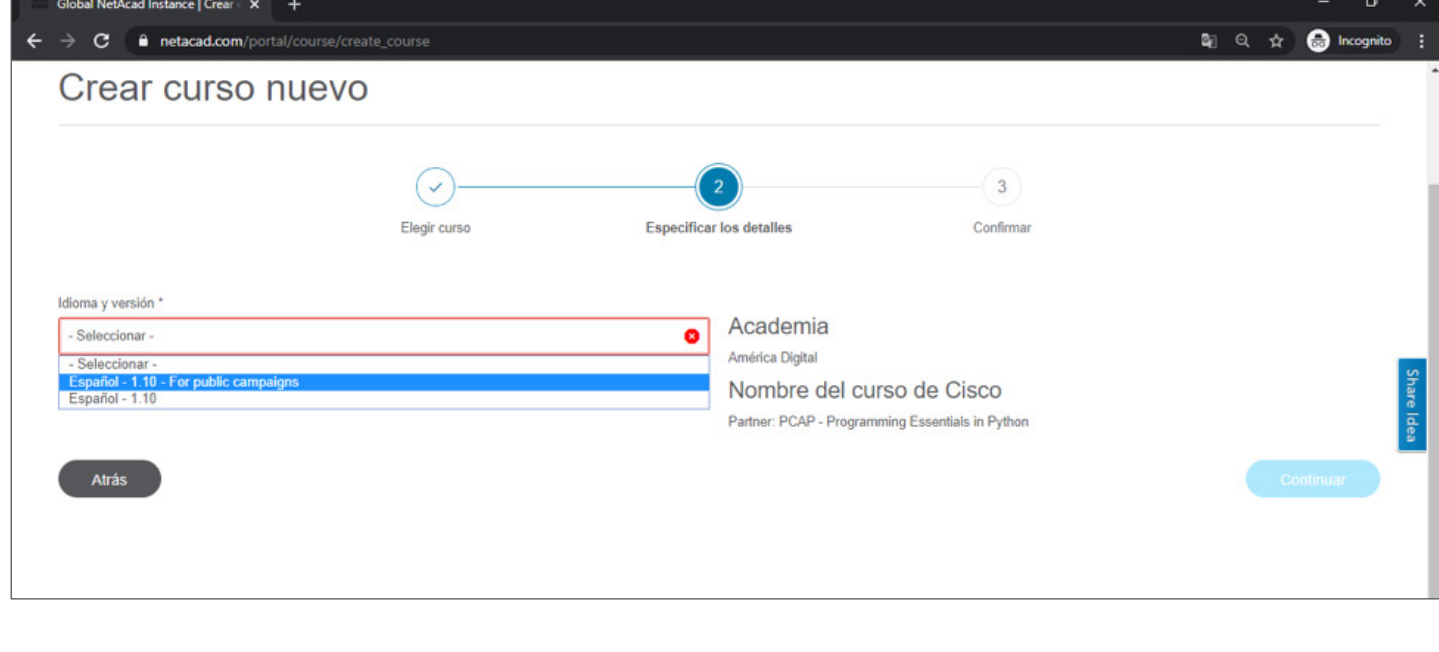 Global NetAcad Instance | Crear
netacad.com/portal/course/create_course
Incognito
Crear curso nuevo
2
3
Elegir curso
Especificar los detalles
Confirmar
Idioma y versión *
- Seleccionar -
- Seleccionar -
Español - 1.10 - For public campaigns
Español - 1.10
Academia
América Digital
Nombre del curso de Cisco
Partner: PCAP - Programming Essentials in Python
Share Idea
Atrás
Continuar